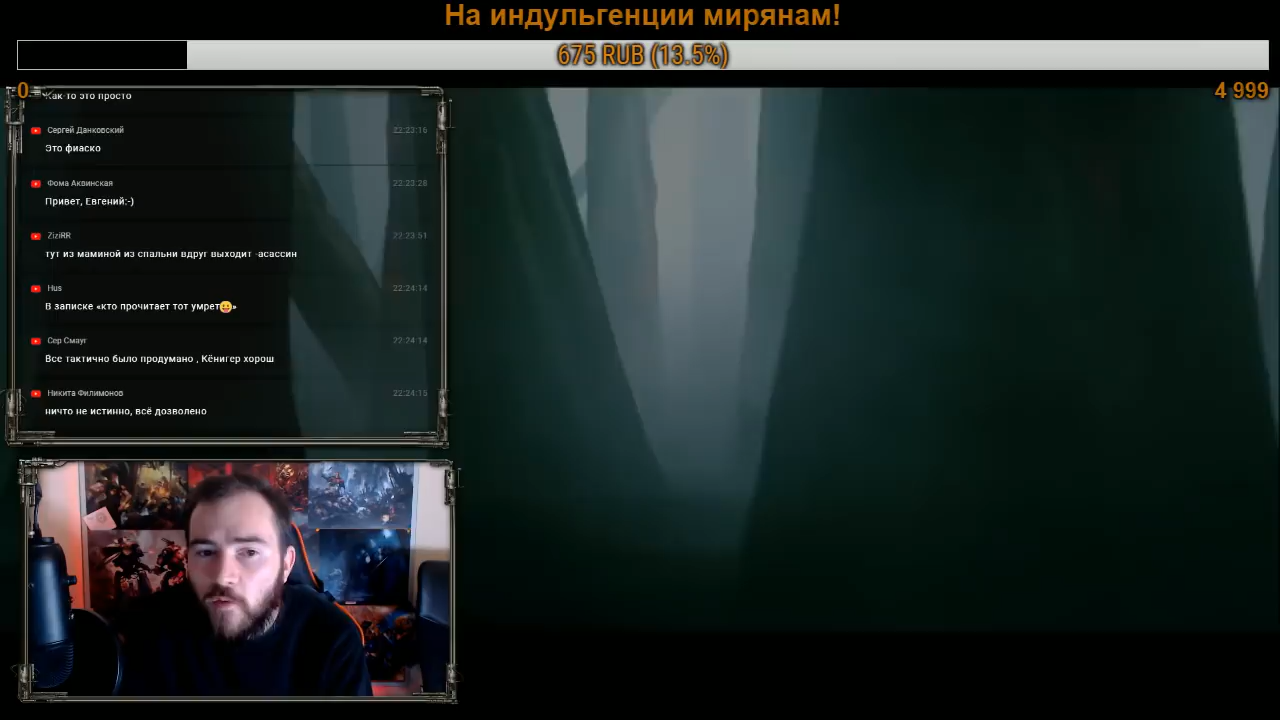 На индульгенции мирянам!
675 RUB (13.5%)
0
4 999
как-то это просто
Сергей Данковский 22:23:16
Это фиаско
Фома Аквинская 22:23:28
Привет, Евгений:-)
ZiziRR 22:23:51
тут из маминой из спальни вдруг выходит -асассин
Hus 22:24:14
В записке «кто прочитает тот умрет😝»
Сер Смауг 22:24:14
Все тактично было продумано , Кёнигер хорош
Никита Филимонов 22:24:15
ничто не истинно, всё дозволено